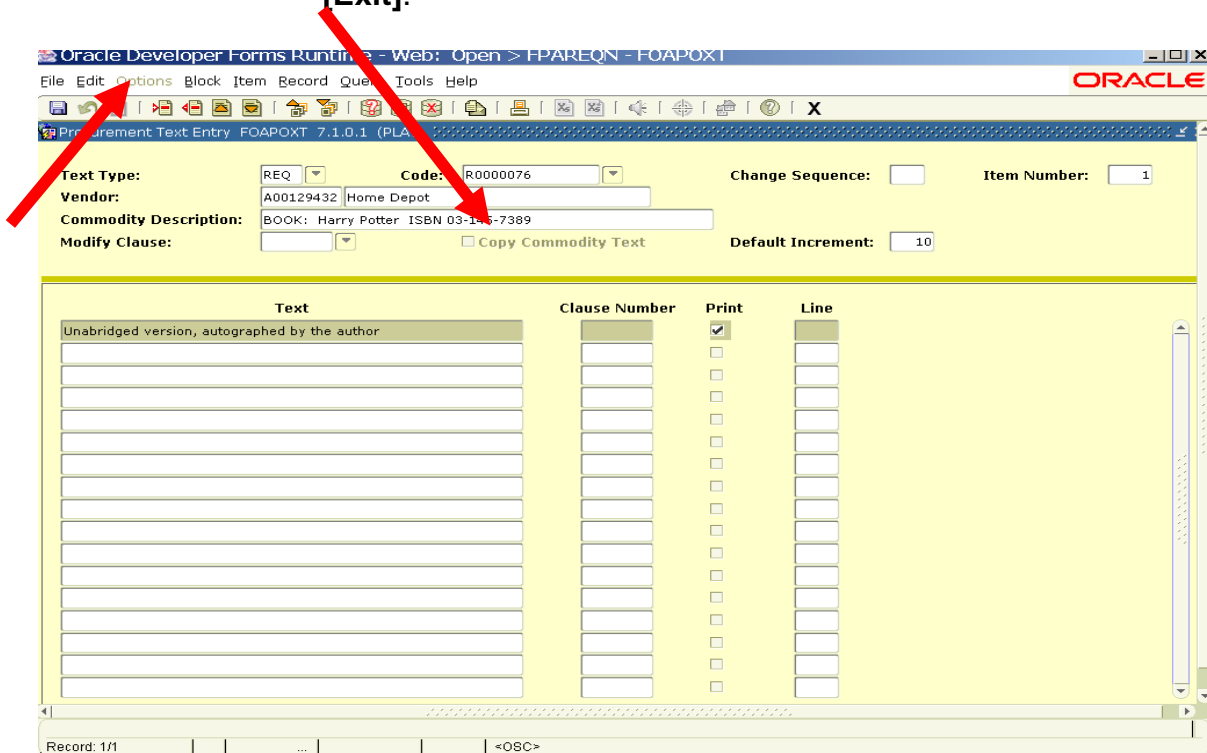 [Exit].
Oracle Developer Forms Runtime - Web: Open > FPAREQN - FOAPOXT
File Edit Options Block Item Record Query Tools Help
ORACLE
X
Procurement Text Entry FOAPOXT 7.1.0.1 (PLA
Text Type: REQ Code: R0000076 Change Sequence: Item Number: 1
Vendor: A00129432 Home Depot
Commodity Description: BOOK: Harry Potter ISBN 03-145-7389
Modify Clause: Copy Commodity Text Default Increment: 10
Text Clause Number Print Line
Unabridged version, autographed by the author
Record: 1/1 ... <OSC>